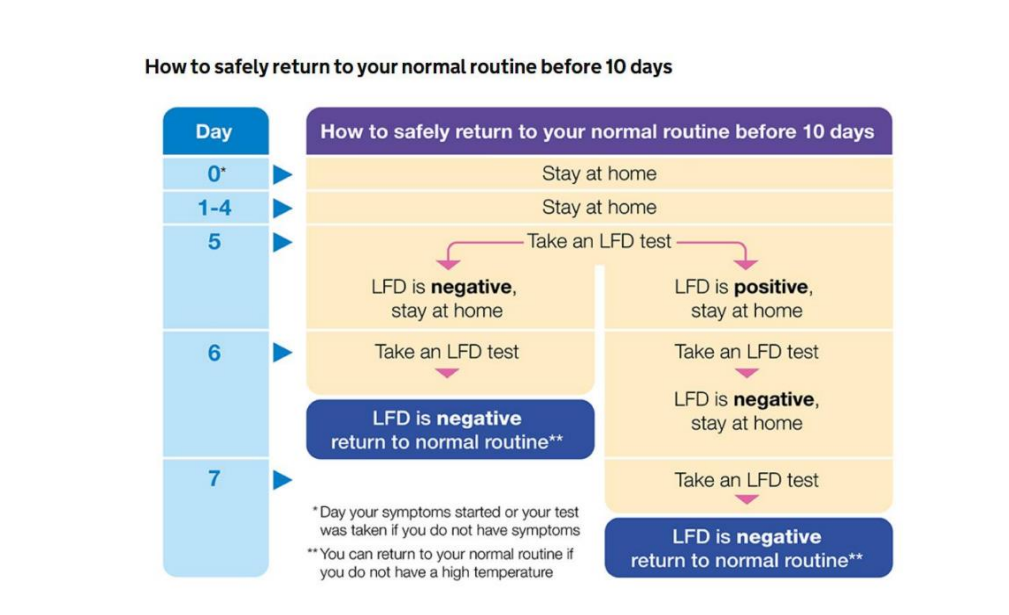 How to safely return to your normal routine before 10 days
Day
How to safely return to your normal routine before 10 days
0*
Stay at home
1-4
Stay at home
5
Take an LFD test
LFD is negative,
stay at home
LFD is positive,
stay at home
6
Take an LFD test
Take an LFD test
LFD is negative
return to normal routine**
LFD is negative,
stay at home
7
Take an LFD test
* Day your symptoms started or your test
was taken if you do not have symptoms
** You can return to your normal routine if
you do not have a high temperature
LFD is negative
return to normal routine**